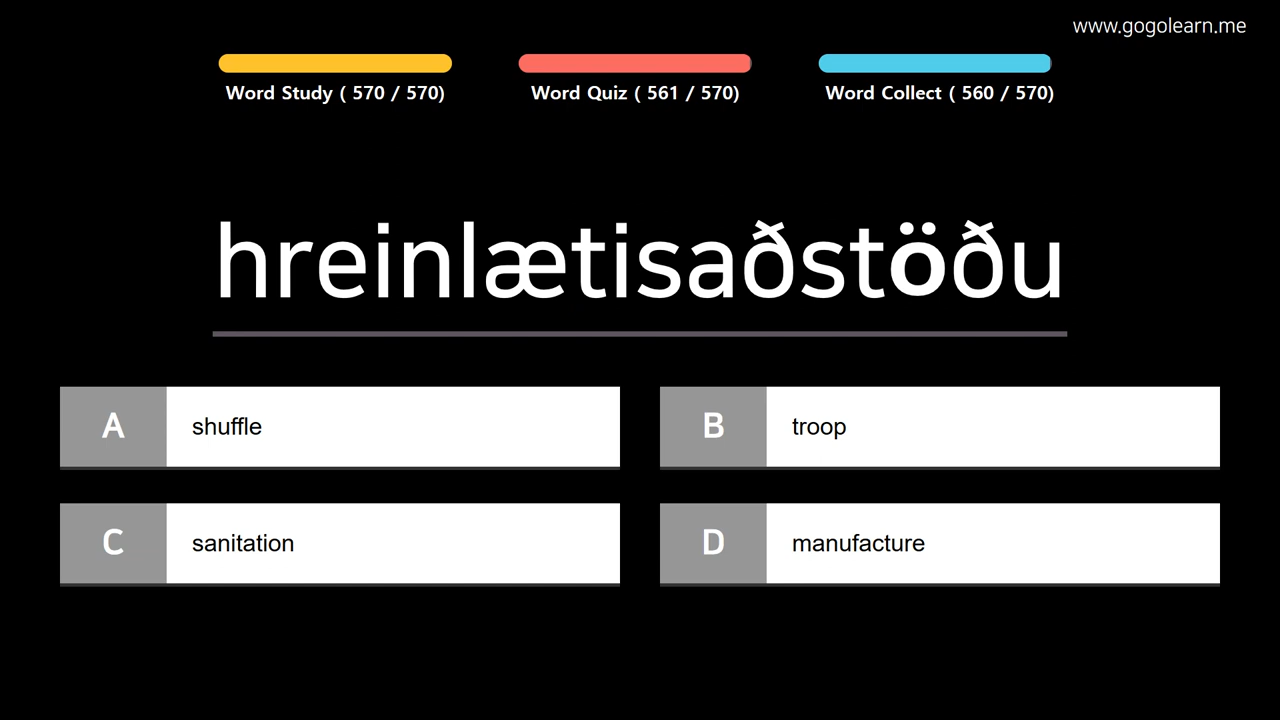 www.gogolearn.me
Word Study ( 570 / 570)
Word Quiz ( 561 / 570)
Word Collect ( 560 / 570)
hreinlætisaðstöðu
A shuffle
B troop
C sanitation
D manufacture